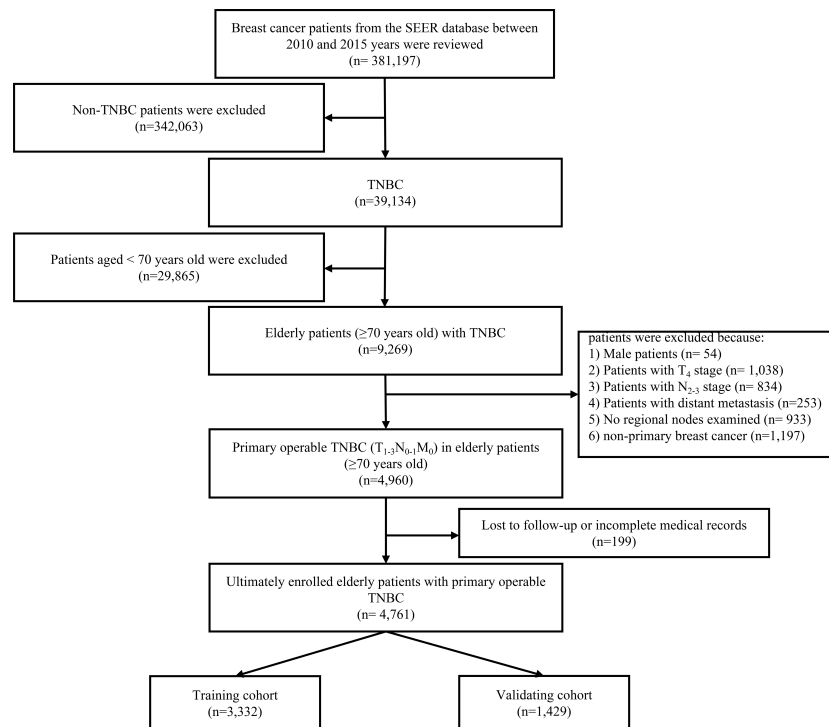 Breast cancer patients from the SEER database between
2010 and 2015 years were reviewed
(n= 381,197)
Non-TNBC patients were excluded
(n=342,063)
TNBC
(n=39,134)
Patients aged < 70 years old were excluded
(n=29,865)
Elderly patients (≥70 years old) with TNBC
(n=9,269)
patients were excluded because:
1) Male patients (n= 54)
2) Patients with T4 stage (n= 1,038)
3) Patients with N2-3 stage (n= 834)
4) Patients with distant metastasis (n=253)
5) No regional nodes examined (n= 933)
6) non-primary breast cancer (n=1,197)
Primary operable TNBC (T1-3N0-1M0) in elderly patients
(≥70 years old)
(n=4,960)
Lost to follow-up or incomplete medical records
(n=199)
Ultimately enrolled elderly patients with primary operable
TNBC
(n= 4,761)
Training cohort
(n=3,332)
Validating cohort
(n=1,429)